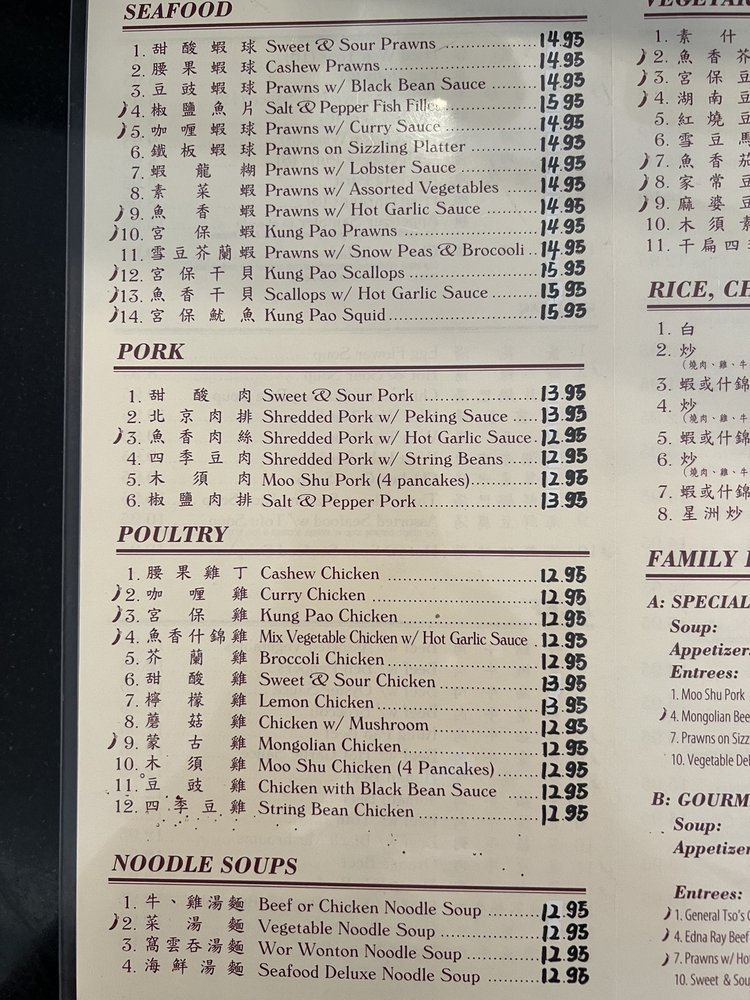 SEAFOOD
1. 甜酸蝦球 Sweet & Sour Prawns 14.95
2. 腰果蝦球 Cashew Prawns 14.95
3. 豆豉蝦球 Prawns w/ Black Bean Sauce 14.95
4. 椒鹽魚片 Salt & Pepper Fish Fillet 15.95
5. 咖喱蝦球 Prawns w/ Curry Sauce 14.95
6. 鐵板蝦球 Prawns on Sizzling Platter 14.95
7. 蝦龍糊 Prawns w/ Lobster Sauce 14.95
8. 素菜蝦 Prawns w/ Assorted Vegetables 14.95
9. 魚香蝦 Prawns w/ Hot Garlic Sauce 14.95
10. 宮保蝦 Kung Pao Prawns 14.95
11. 雪豆芥蘭蝦 Prawns w/ Snow Peas & Brocooli 14.95
12. 宮保干貝 Kung Pao Scallops 15.95
13. 魚香干貝 Scallops w/ Hot Garlic Sauce 15.95
14. 宮保魷魚 Kung Pao Squid 15.95
PORK
1. 甜酸肉 Sweet & Sour Pork 13.95
2. 北京肉排 Shredded Pork w/ Peking Sauce 13.95
3. 魚香肉絲 Shredded Pork w/ Hot Garlic Sauce 12.95
4. 四季豆肉 Shredded Pork w/ String Beans 12.95
5. 木須肉 Moo Shu Pork (4 pancakes) 12.95
6. 椒鹽肉排 Salt & Pepper Pork 13.95
POULTRY
1. 腰果雞丁 Cashew Chicken 12.95
2. 咖喱雞 Curry Chicken 12.95
3. 宮保雞 Kung Pao Chicken 12.95
4. 魚香什錦雞 Mix Vegetable Chicken w/ Hot Garlic Sauce 12.95
5. 芥蘭雞 Broccoli Chicken 12.95
6. 甜酸雞 Sweet & Sour Chicken 13.95
7. 檸檬雞 Lemon Chicken 13.95
8. 蘑菇雞 Chicken w/ Mushroom 12.95
9. 蒙古雞 Mongolian Chicken 12.95
10. 木須雞 Moo Shu Chicken (4 Pancakes) 12.95
11. 豆豉雞 Chicken with Black Bean Sauce 12.95
12. 四季豆雞 String Bean Chicken 12.95
NOODLE SOUPS
1. 牛、雞湯麵 Beef or Chicken Noodle Soup 12.95
2. 菜湯麵 Vegetable Noodle Soup 12.95
3. 窩雲吞湯麵 Wor Wonton Noodle Soup 12.95
4. 海鮮湯麵 Seafood Deluxe Noodle Soup 12.95
1. 素什
2. 魚香芥
3. 宮保豆
4. 湖南豆
5. 紅燒豆
6. 雪豆馬
7. 魚香茄
8. 家常豆
9. 麻婆豆
10. 木須素
11. 干扁四季
RICE, CH
1. 白
2. 炒
(燒肉、雞、牛
3. 蝦或什錦
4. 炒
(燒肉、雞、牛
5. 蝦或什錦
6. 炒
(燒肉、雞、牛
7. 蝦或什錦
8. 星洲炒
FAMILY
A: SPECIAL
Soup:
Appetizers
Entrees:
1. Moo Shu Pork
4. Mongolian Bee
7. Prawns on Sizz
10. Vegetable Del
B: GOURM
Soup:
Appetizer
Entrees:
1. General Tso's
4. Edna Ray Beef
7. Prawns w/ Ho
10. Sweet & Sou